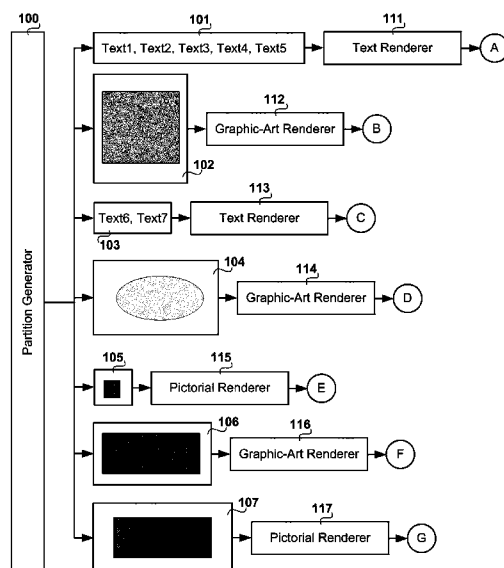 100
Partition Generator
101
Text1, Text2, Text3, Text4, Text5
111
Text Renderer
A
102
112
Graphic-Art Renderer
B
103
Text6, Text7
113
Text Renderer
C
104
114
Graphic-Art Renderer
D
105
115
Pictorial Renderer
E
106
116
Graphic-Art Renderer
F
107
117
Pictorial Renderer
G